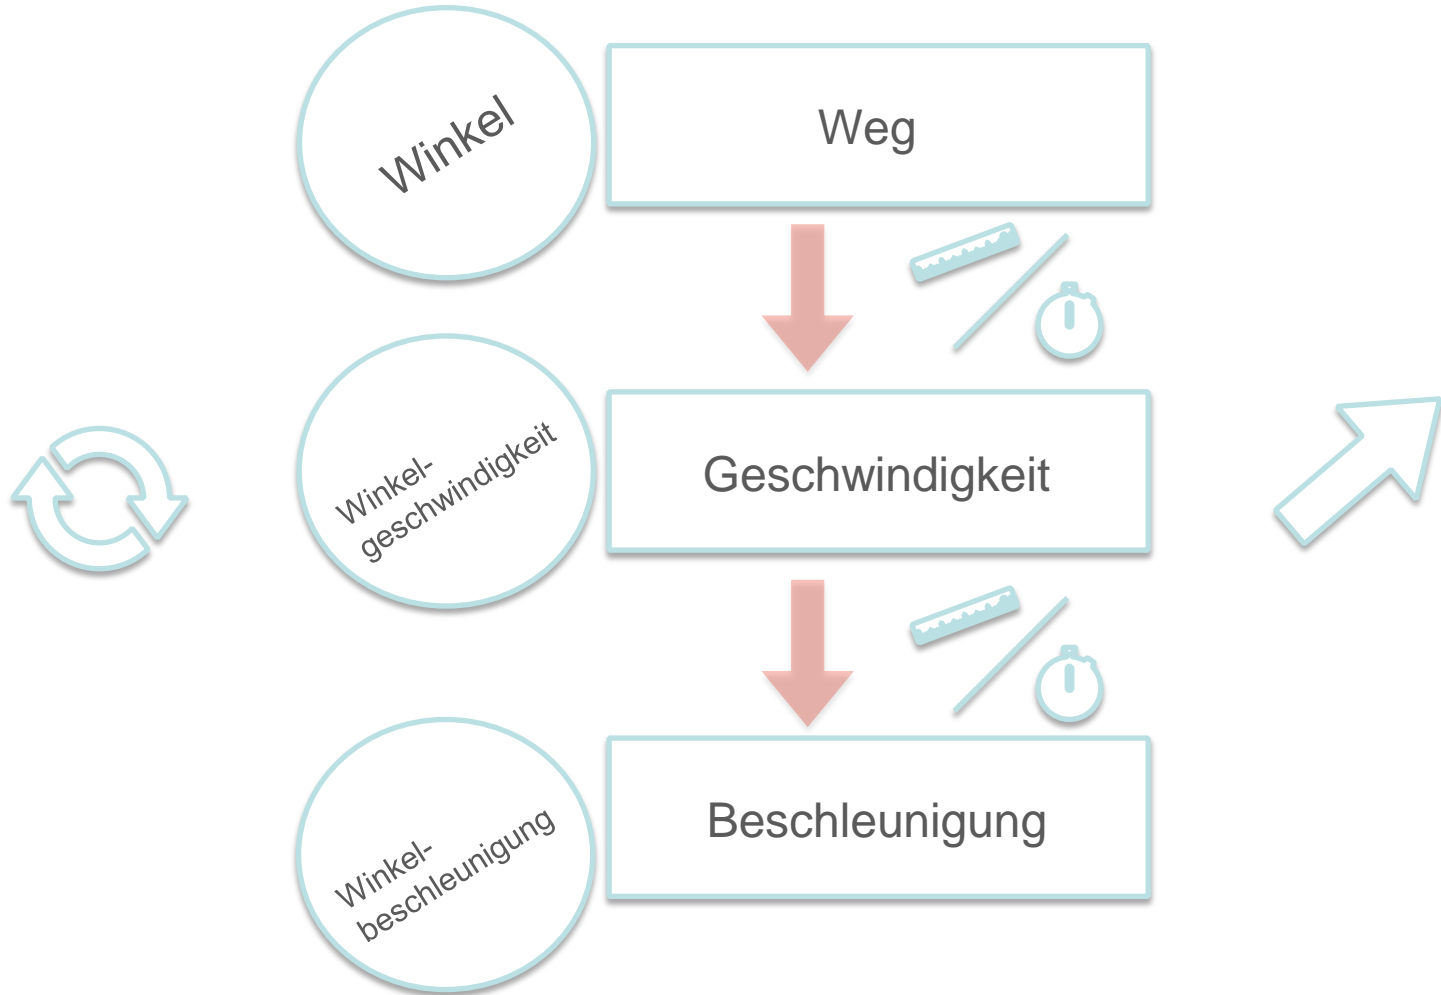 Winkel
Weg
Winkel-
geschwindigkeit
Geschwindigkeit
Winkel-
beschleunigung
Beschleunigung